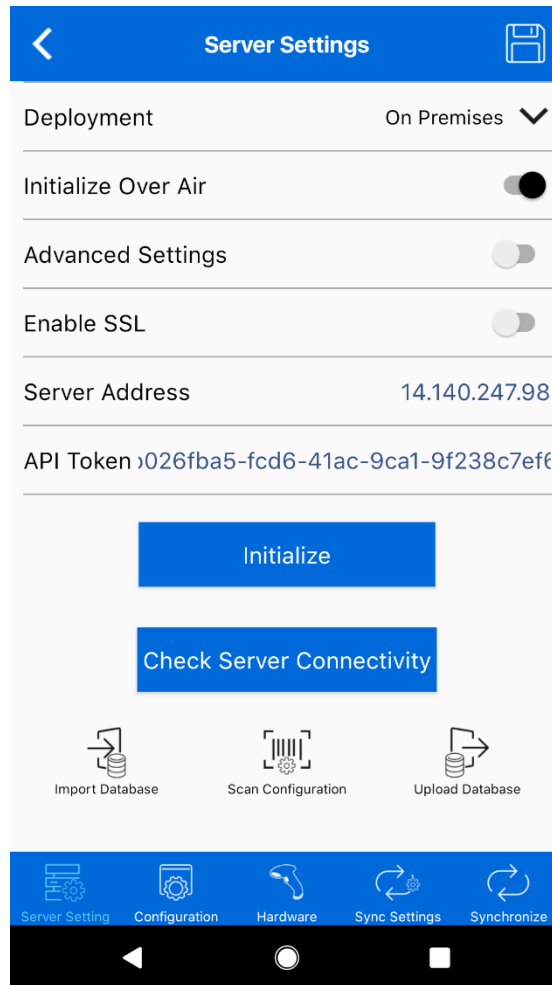 Server Settings
Deployment On Premises
Initialize Over Air
Advanced Settings
Enable SSL
Server Address 14.140.247.98
API Token 026fba5-fcd6-41ac-9ca1-9f238c7ef6
Initialize
Check Server Connectivity
Import Database Scan Configuration Upload Database
Server Setting Configuration Hardware Sync Settings Synchronize